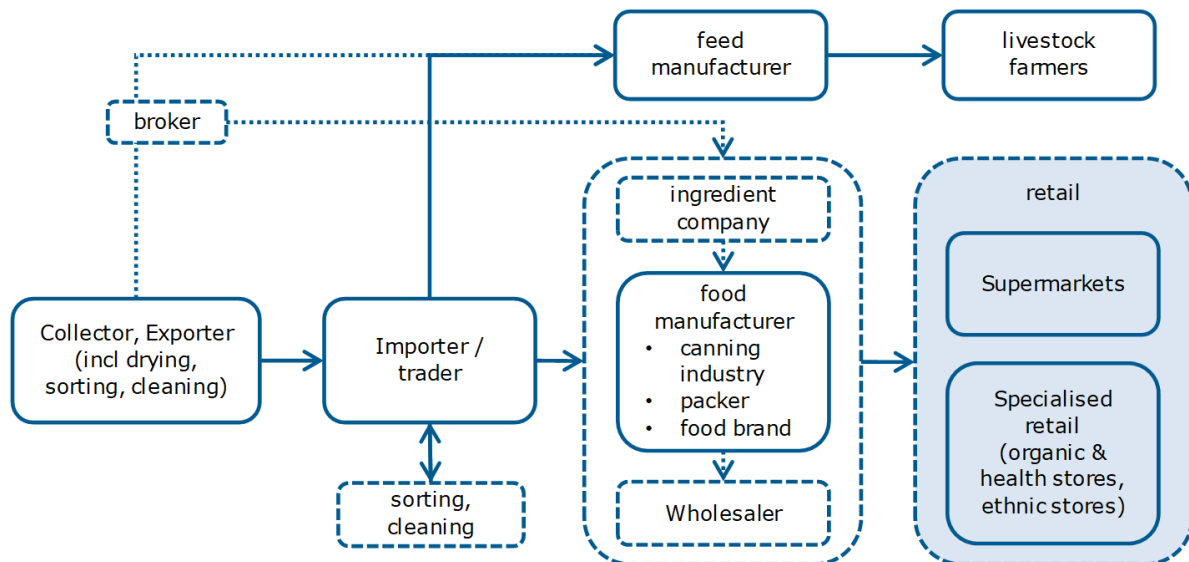 feed
manufacturer
livestock
farmers
broker
ingredient
company
retail
Supermarkets
Collector, Exporter
(incl drying,
sorting, cleaning)
Importer /
trader
food
manufacturer
• canning
industry
• packer
• food brand
Specialised
retail
(organic &
health stores,
ethnic stores)
sorting,
cleaning
Wholesaler